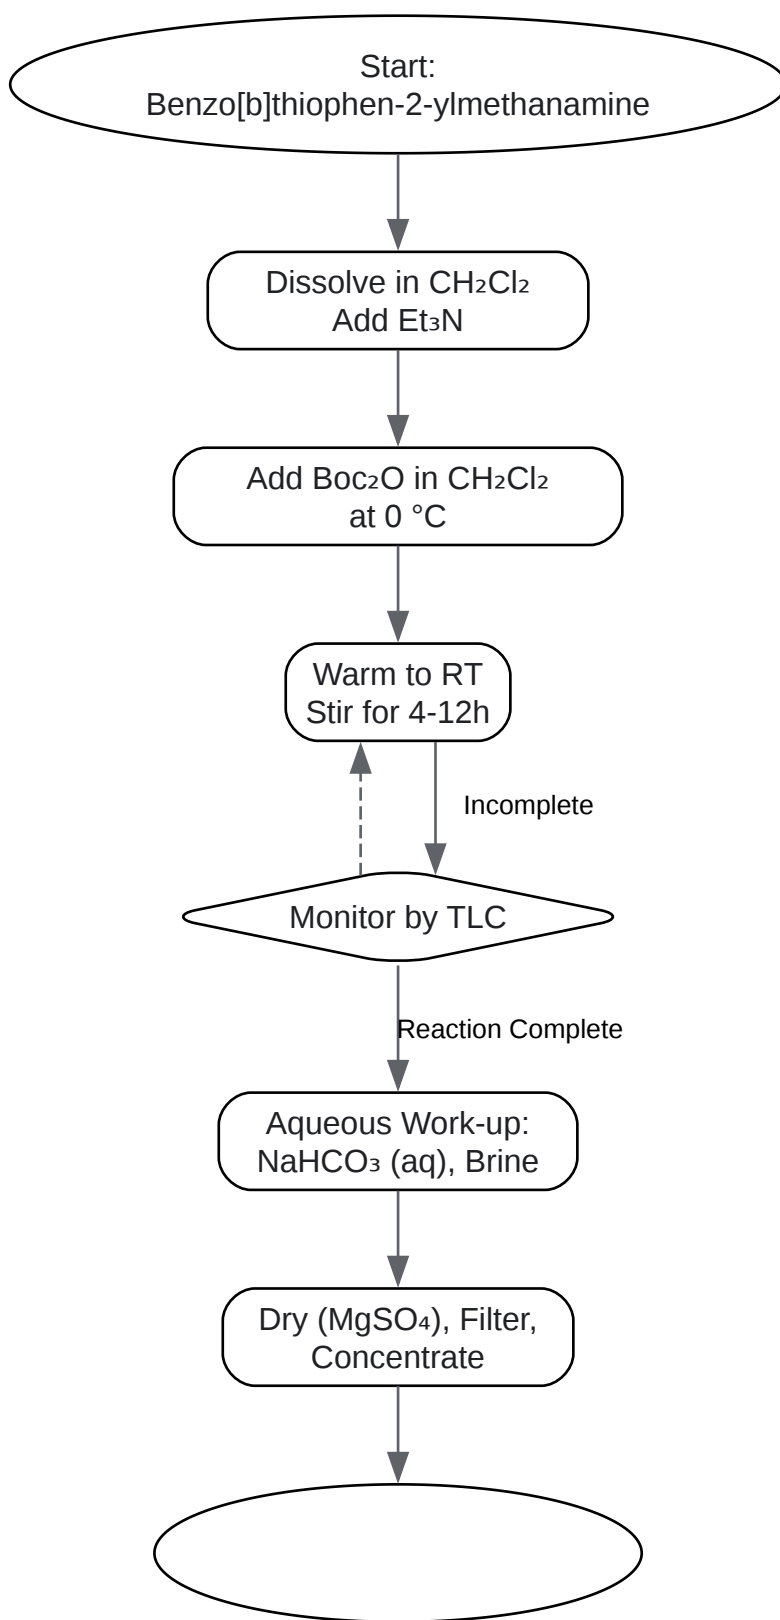 Start:
Benzo[b]thiophen-2-ylmethanamine
Dissolve in CH₂Cl₂
Add Et₃N
Add Boc₂O in CH₂Cl₂
at 0 °C
Warm to RT
Stir for 4-12h
Incomplete
Monitor by TLC
Reaction Complete
Aqueous Work-up:
NaHCO₃ (aq), Brine
Dry (MgSO₄), Filter,
Concentrate